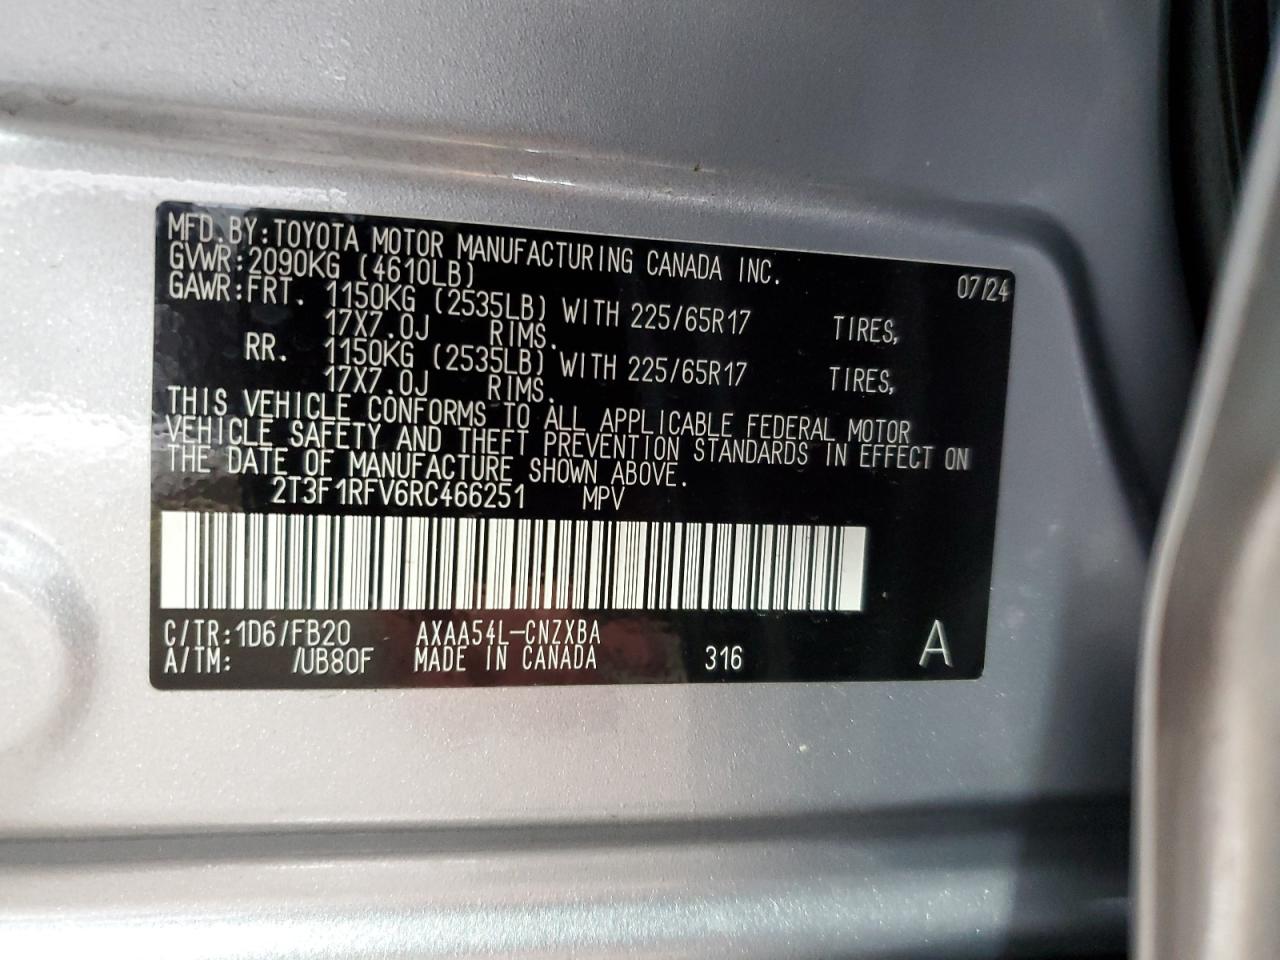 MFD. BY: TOYOTA MOTOR MANUFACTURING CANADA INC.
GVWR: 2090KG (4610LB) 07/24
GAWR: FRT. 1150KG (2535LB) WITH 225/65R17 TIRES,
17X7.0J RIMS.
RR. 1150KG (2535LB) WITH 225/65R17 TIRES,
17X7.0J RIMS.
THIS VEHICLE CONFORMS TO ALL APPLICABLE FEDERAL MOTOR
VEHICLE SAFETY AND THEFT PREVENTION STANDARDS IN EFFECT ON
THE DATE OF MANUFACTURE SHOWN ABOVE.
2T3F1RFV6RC466251 MPV
C/TR: 1D6/FB20 AXAA54L-CNZXBA
A/TM: /UB80F MADE IN CANADA 316 A